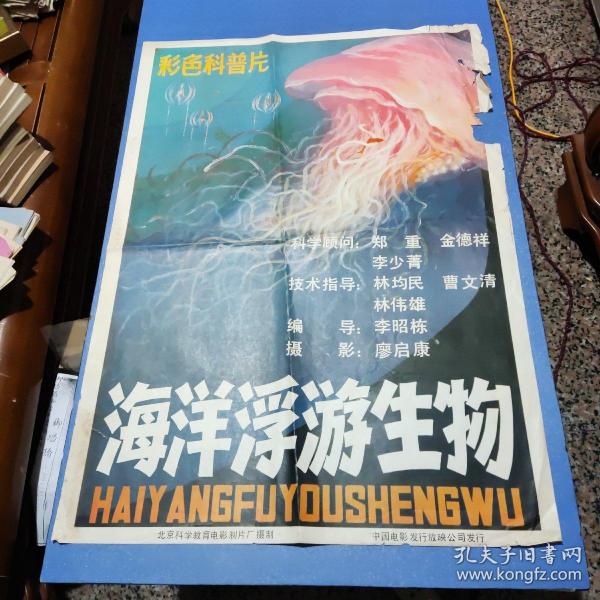 彩色科普片
科学顾问：郑 重 金德祥
李少菁
技术指导：林均民 曹文清
林伟雄
编 导：李昭栋
摄 影：廖启康
海洋浮游生物
HAIYANGFUYOUSHENGWU
北京科学教育电影制片厂摄制 中国电影发行放映公司发行
孔夫子旧书网
www.kongfz.com